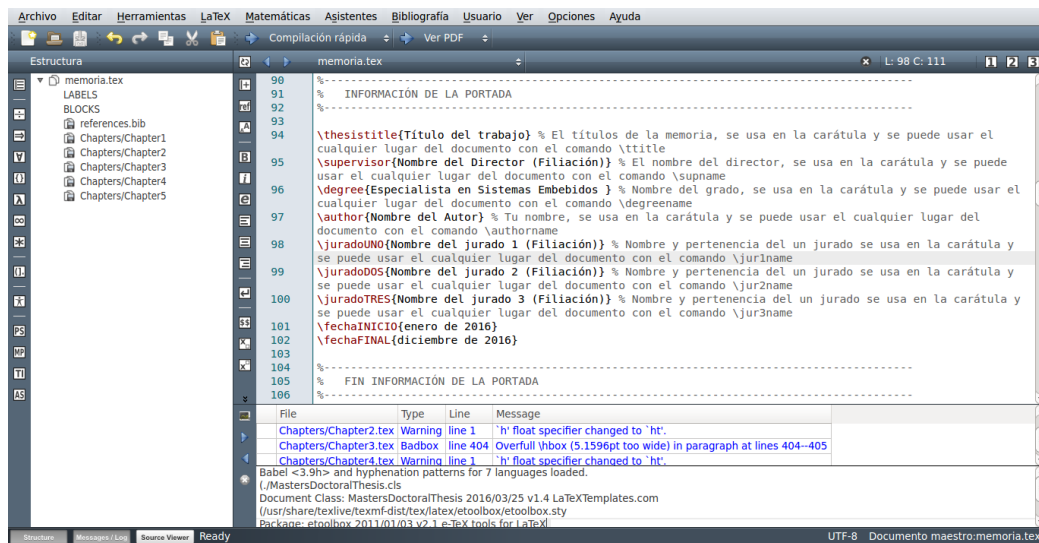 Archivo Editar Herramientas LaTeX Matemáticas Asistentes Bibliografía Usuario Ver Opciones Ayuda
Compilación rápida Ver PDF
Estructura memoria.tex L: 98 C: 111 1 2 3
memoria.tex
LABELS
BLOCKS
references.bib
Chapters/Chapter1
Chapters/Chapter2
Chapters/Chapter3
Chapters/Chapter4
Chapters/Chapter5
90 %---------------------------------------------------------------------------------------
91 % INFORMACIÓN DE LA PORTADA
92 %---------------------------------------------------------------------------------------
93
94 \thesistitle{Título del trabajo} % El títulos de la memoria, se usa en la carátula y se puede usar el
cualquier lugar del documento con el comando \ttitle
95 \supervisor{Nombre del Director (Filiación)} % El nombre del director, se usa en la carátula y se puede
usar el cualquier lugar del documento con el comando \supname
96 \degree{Especialista en Sistemas Embebidos } % Nombre del grado, se usa en la carátula y se puede usar el
cualquier lugar del documento con el comando \degreename
97 \author{Nombre del Autor} % Tu nombre, se usa en la carátula y se puede usar el cualquier lugar del
documento con el comando \authorname
98 \juradoUNO{Nombre del jurado 1 (Filiación)} % Nombre y pertenencia del un jurado se usa en la carátula y
se puede usar el cualquier lugar del documento con el comando \jur1name
99 \juradoDOS{Nombre del jurado 2 (Filiación)} % Nombre y pertenencia del un jurado se usa en la carátula y
se puede usar el cualquier lugar del documento con el comando \jur2name
100 \juradoTRES{Nombre del jurado 3 (Filiación)} % Nombre y pertenencia del un jurado se usa en la carátula y
se puede usar el cualquier lugar del documento con el comando \jur3name
101 \fechaINICIO{enero de 2016}
102 \fechaFINAL{diciembre de 2016}
103
104 %---------------------------------------------------------------------------------------
105 % FIN INFORMACIÓN DE LA PORTADA
106 %---------------------------------------------------------------------------------------
File Type Line Message
Chapters/Chapter2.tex Warning line 1 `h' float specifier changed to `ht'.
Chapters/Chapter3.tex Badbox line 404 Overfull \hbox (5.1596pt too wide) in paragraph at lines 404--405
Chapters/Chapter4.tex Warning line 1 `h' float specifier changed to `ht'.
Babel <3.9h> and hyphenation patterns for 7 languages loaded.
(./MastersDoctoralThesis.cls
Document Class: MastersDoctoralThesis 2016/03/25 v1.4 LaTeXTemplates.com
(/usr/share/texlive/texmf-dist/tex/latex/etoolbox/etoolbox.sty
Package: etoolbox 2011/01/03 v2.1 e-TeX tools for LaTeX
Structure Messages / Log Source Viewer Ready UTF-8 Documento maestro:memoria.tex